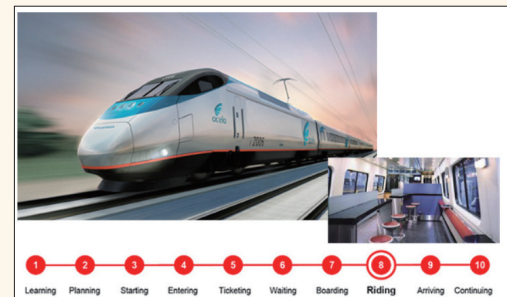 acela
2009
1 2 3 4 5 6 7 8 9 10
Learning Planning Starting Entering Ticketing Waiting Boarding Riding Arriving Continuing